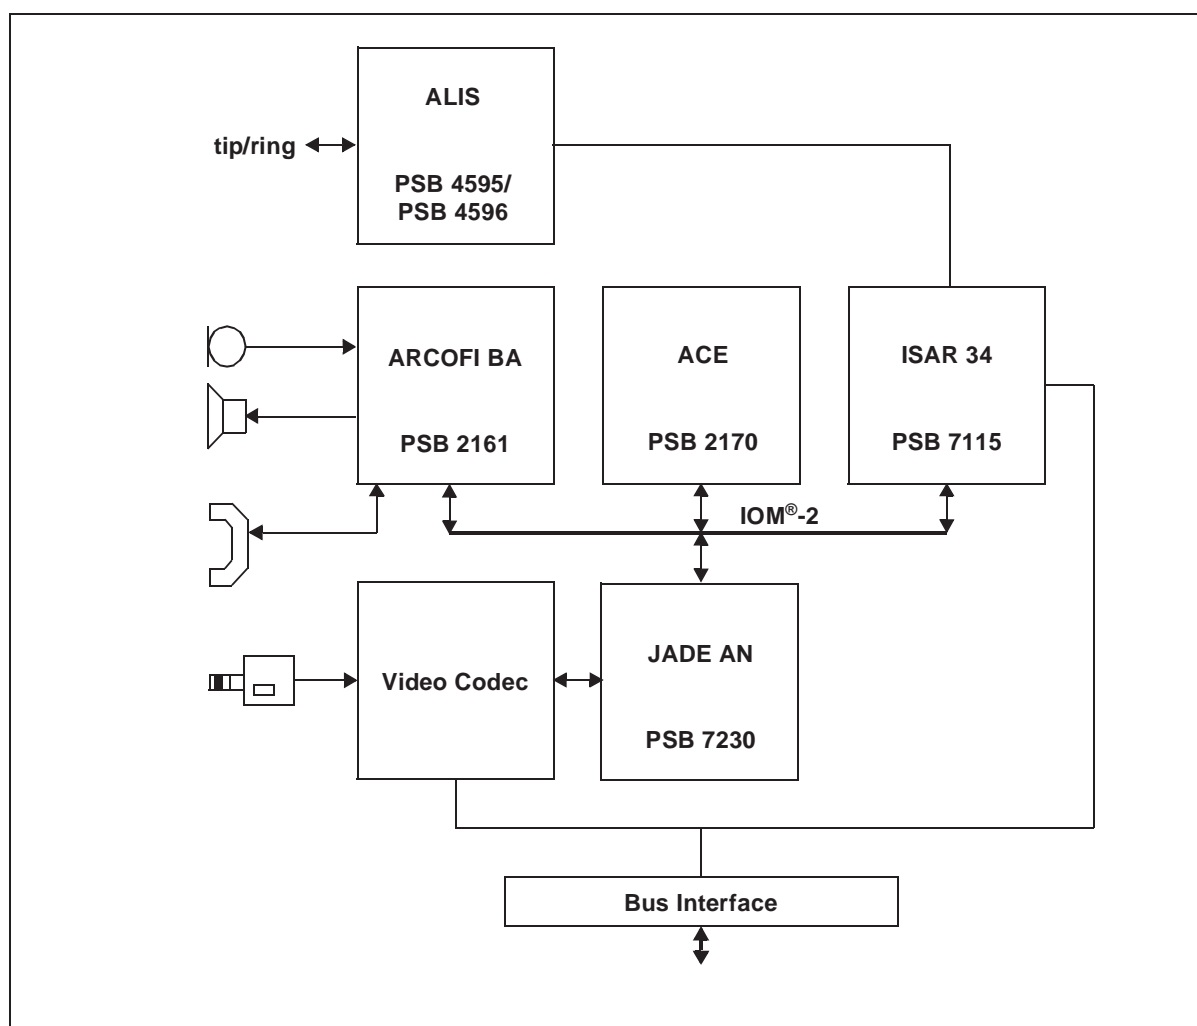 ALIS
tip/ring
PSB 4595/
PSB 4596
ARCOFI BA
ACE
ISAR 34
PSB 2161
PSB 2170
PSB 7115
IOM®-2
JADE AN
Video Codec
PSB 7230
Bus Interface